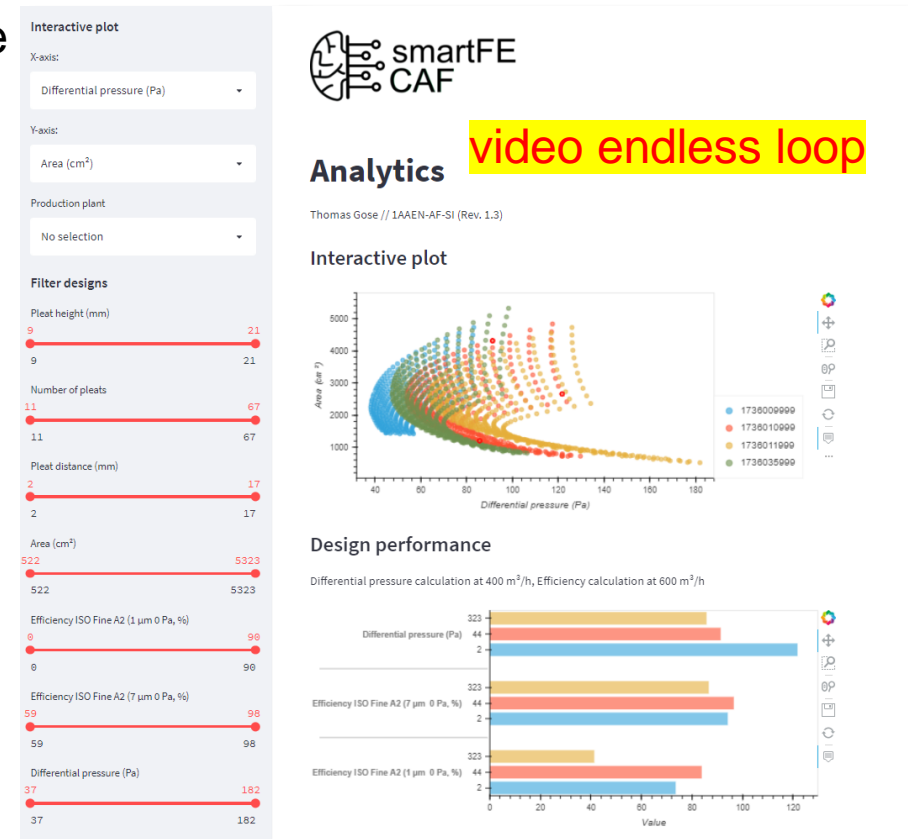 e
Interactive plot
X-axis:
Differential pressure (Pa)
Y-axis:
Area (cm²)
Production plant
No selection
Filter designs
Pleat height (mm)
9 21
9 21
Number of pleats
11 67
11 67
Pleat distance (mm)
2 17
2 17
Area (cm²)
522 5323
522 5323
Efficiency ISO Fine A2 (1 µm 0 Pa, %)
0 90
0 90
Efficiency ISO Fine A2 (7 µm 0 Pa, %)
59 98
59 98
Differential pressure (Pa)
37 182
37 182
smartFE
CAF
video endless loop
Analytics
Thomas Gose // 1AAEN-AF-SI (Rev. 1.3)
Interactive plot
5000
4000
3000
2000
1000
Area (cm ²)
40 60 80 100 120 140 160 180
Differential pressure (Pa)
1736009999
1736010999
1736011999
1736035999
Design performance
Differential pressure calculation at 400 m³/h, Efficiency calculation at 600 m³/h
Differential pressure (Pa)
323
44
2
Efficiency ISO Fine A2 (7 µm 0 Pa, %)
323
44
2
Efficiency ISO Fine A2 (1 µm 0 Pa, %)
323
44
2
0 20 40 60 80 100 120
Value